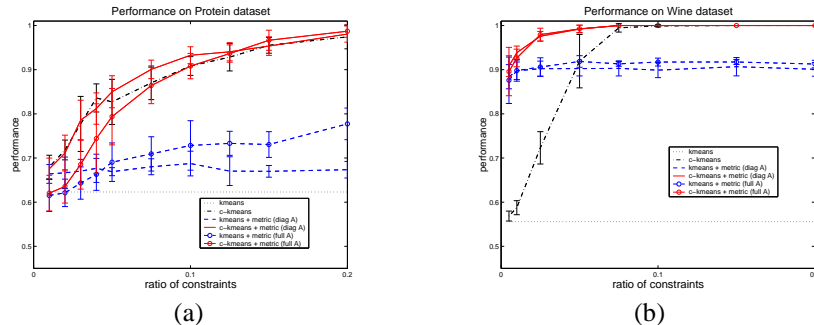 Performance on Protein dataset
1
0.9
0.8
0.7
0.6
0.5
0
0.1
0.2
performance
ratio of constraints
kmeans
c-kmeans
kmeans + metric (diag A)
c-kmeans + metric (diag A)
kmeans + metric (full A)
c-kmeans + metric (full A)
(a)
Performance on Wine dataset
1
0.9
0.8
0.7
0.6
0.5
0
0.1
performance
ratio of constraints
kmeans
c-kmeans
kmeans + metric (diag A)
c-kmeans + metric (diag A)
kmeans + metric (full A)
c-kmeans + metric (full A)
(b)